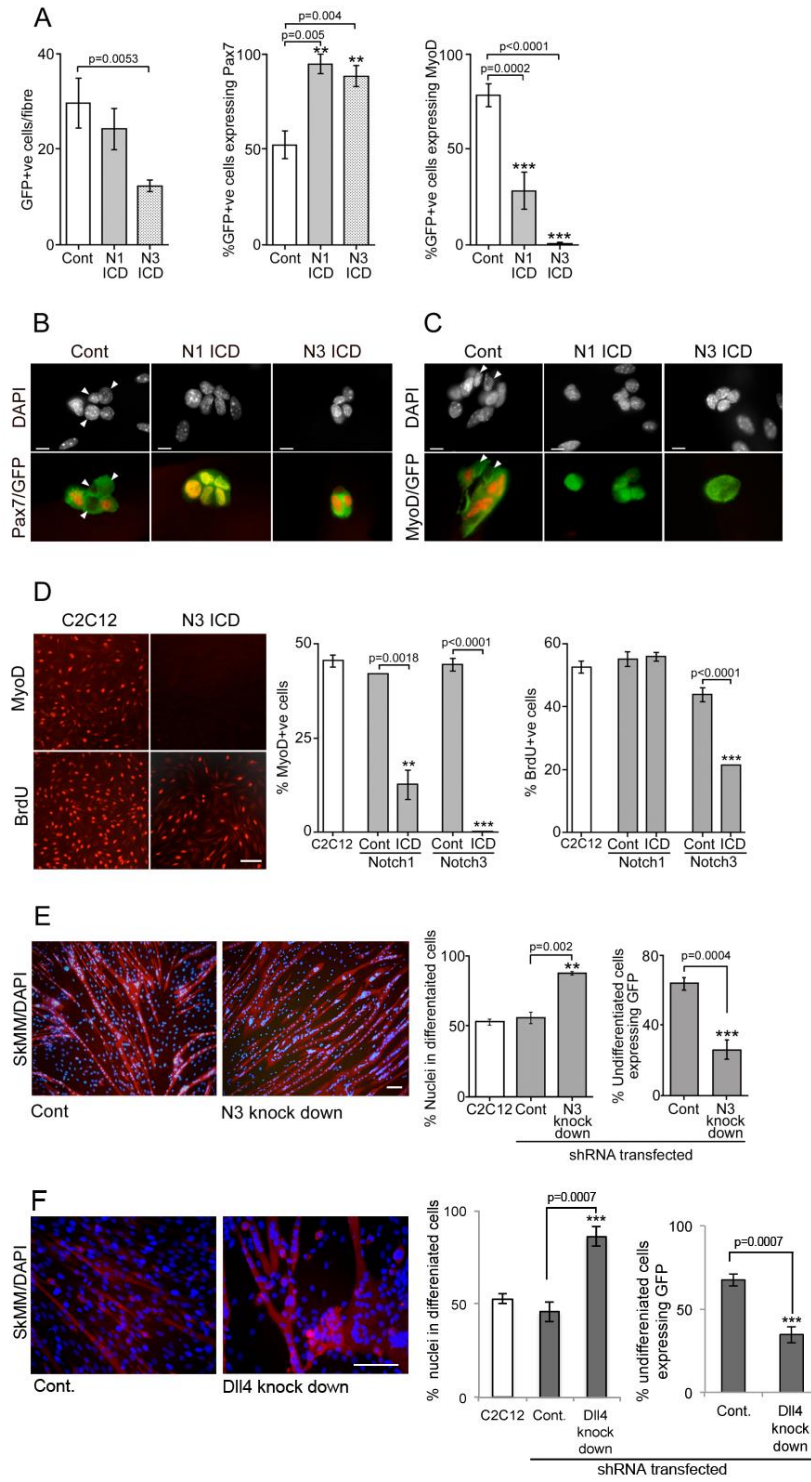 A
p=0.0053
GFP+ve cells/fibre
40
20
0
Cont
N1
ICD
N3
ICD
p=0.004
p=0.005
**
**
%GFP+ve cells expressing Pax7
100
50
0
Cont
N1
ICD
N3
ICD
p<0.0001
p=0.0002
***
***
%GFP+ve cells expressing MyoD
100
50
0
Cont
N1
ICD
N3
ICD
B
Cont
N1 ICD
N3 ICD
DAPI
Pax7/GFP
C
Cont
N1 ICD
N3 ICD
DAPI
MyoD/GFP
D
C2C12
N3 ICD
MyoD
BrdU
% MyoD+ve cells
50
25
0
p=0.0018
p<0.0001
**
***
C2C12
Cont
ICD
Notch1
Cont
ICD
Notch3
% BrdU+ve cells
60
40
20
0
p<0.0001
***
C2C12
Cont
ICD
Notch1
Cont
ICD
Notch3
E
SkMM/DAPI
Cont
N3 knock down
% Nuclei in differentaited cells
100
50
0
p=0.002
**
C2C12
Cont
N3
knock
down
% Undifferentiated cells
expressing GFP
80
40
0
p=0.0004
***
Cont
N3
knock
down
shRNA transfected
F
SkMM/DAPI
Cont.
Dll4 knock down
% nuclei in differeniated cells
100
50
0
p=0.0007
***
C2C12
Cont.
Dll4
knock
down
% undiffereniated cells
expressing GFP
100
50
0
p=0.0007
***
Cont.
Dll4
knock
down
shRNA transfected